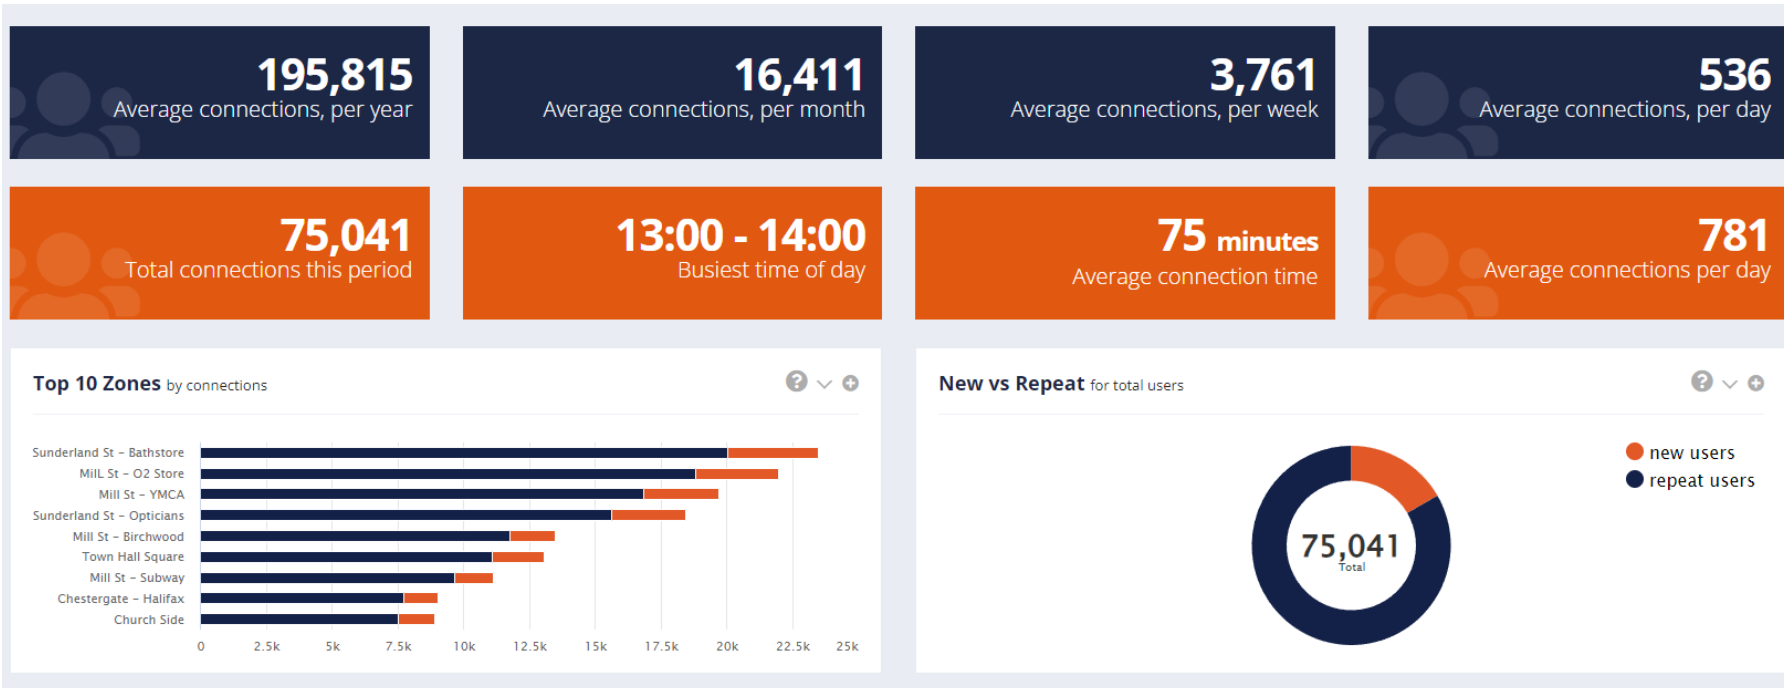 195,815
Average connections, per year
16,411
Average connections, per month
3,761
Average connections, per week
536
Average connections, per day
75,041
Total connections this period
13:00 - 14:00
Busiest time of day
75 minutes
Average connection time
781
Average connections per day
Top 10 Zones by connections
Sunderland St – Bathstore
MilL St – O2 Store
Mill St – YMCA
Sunderland St – Opticians
Mill St – Birchwood
Town Hall Square
Mill St – Subway
Chestergate – Halifax
Church Side
0 2.5k 5k 7.5k 10k 12.5k 15k 17.5k 20k 22.5k 25k
New vs Repeat for total users
new users
repeat users
75,041
Total